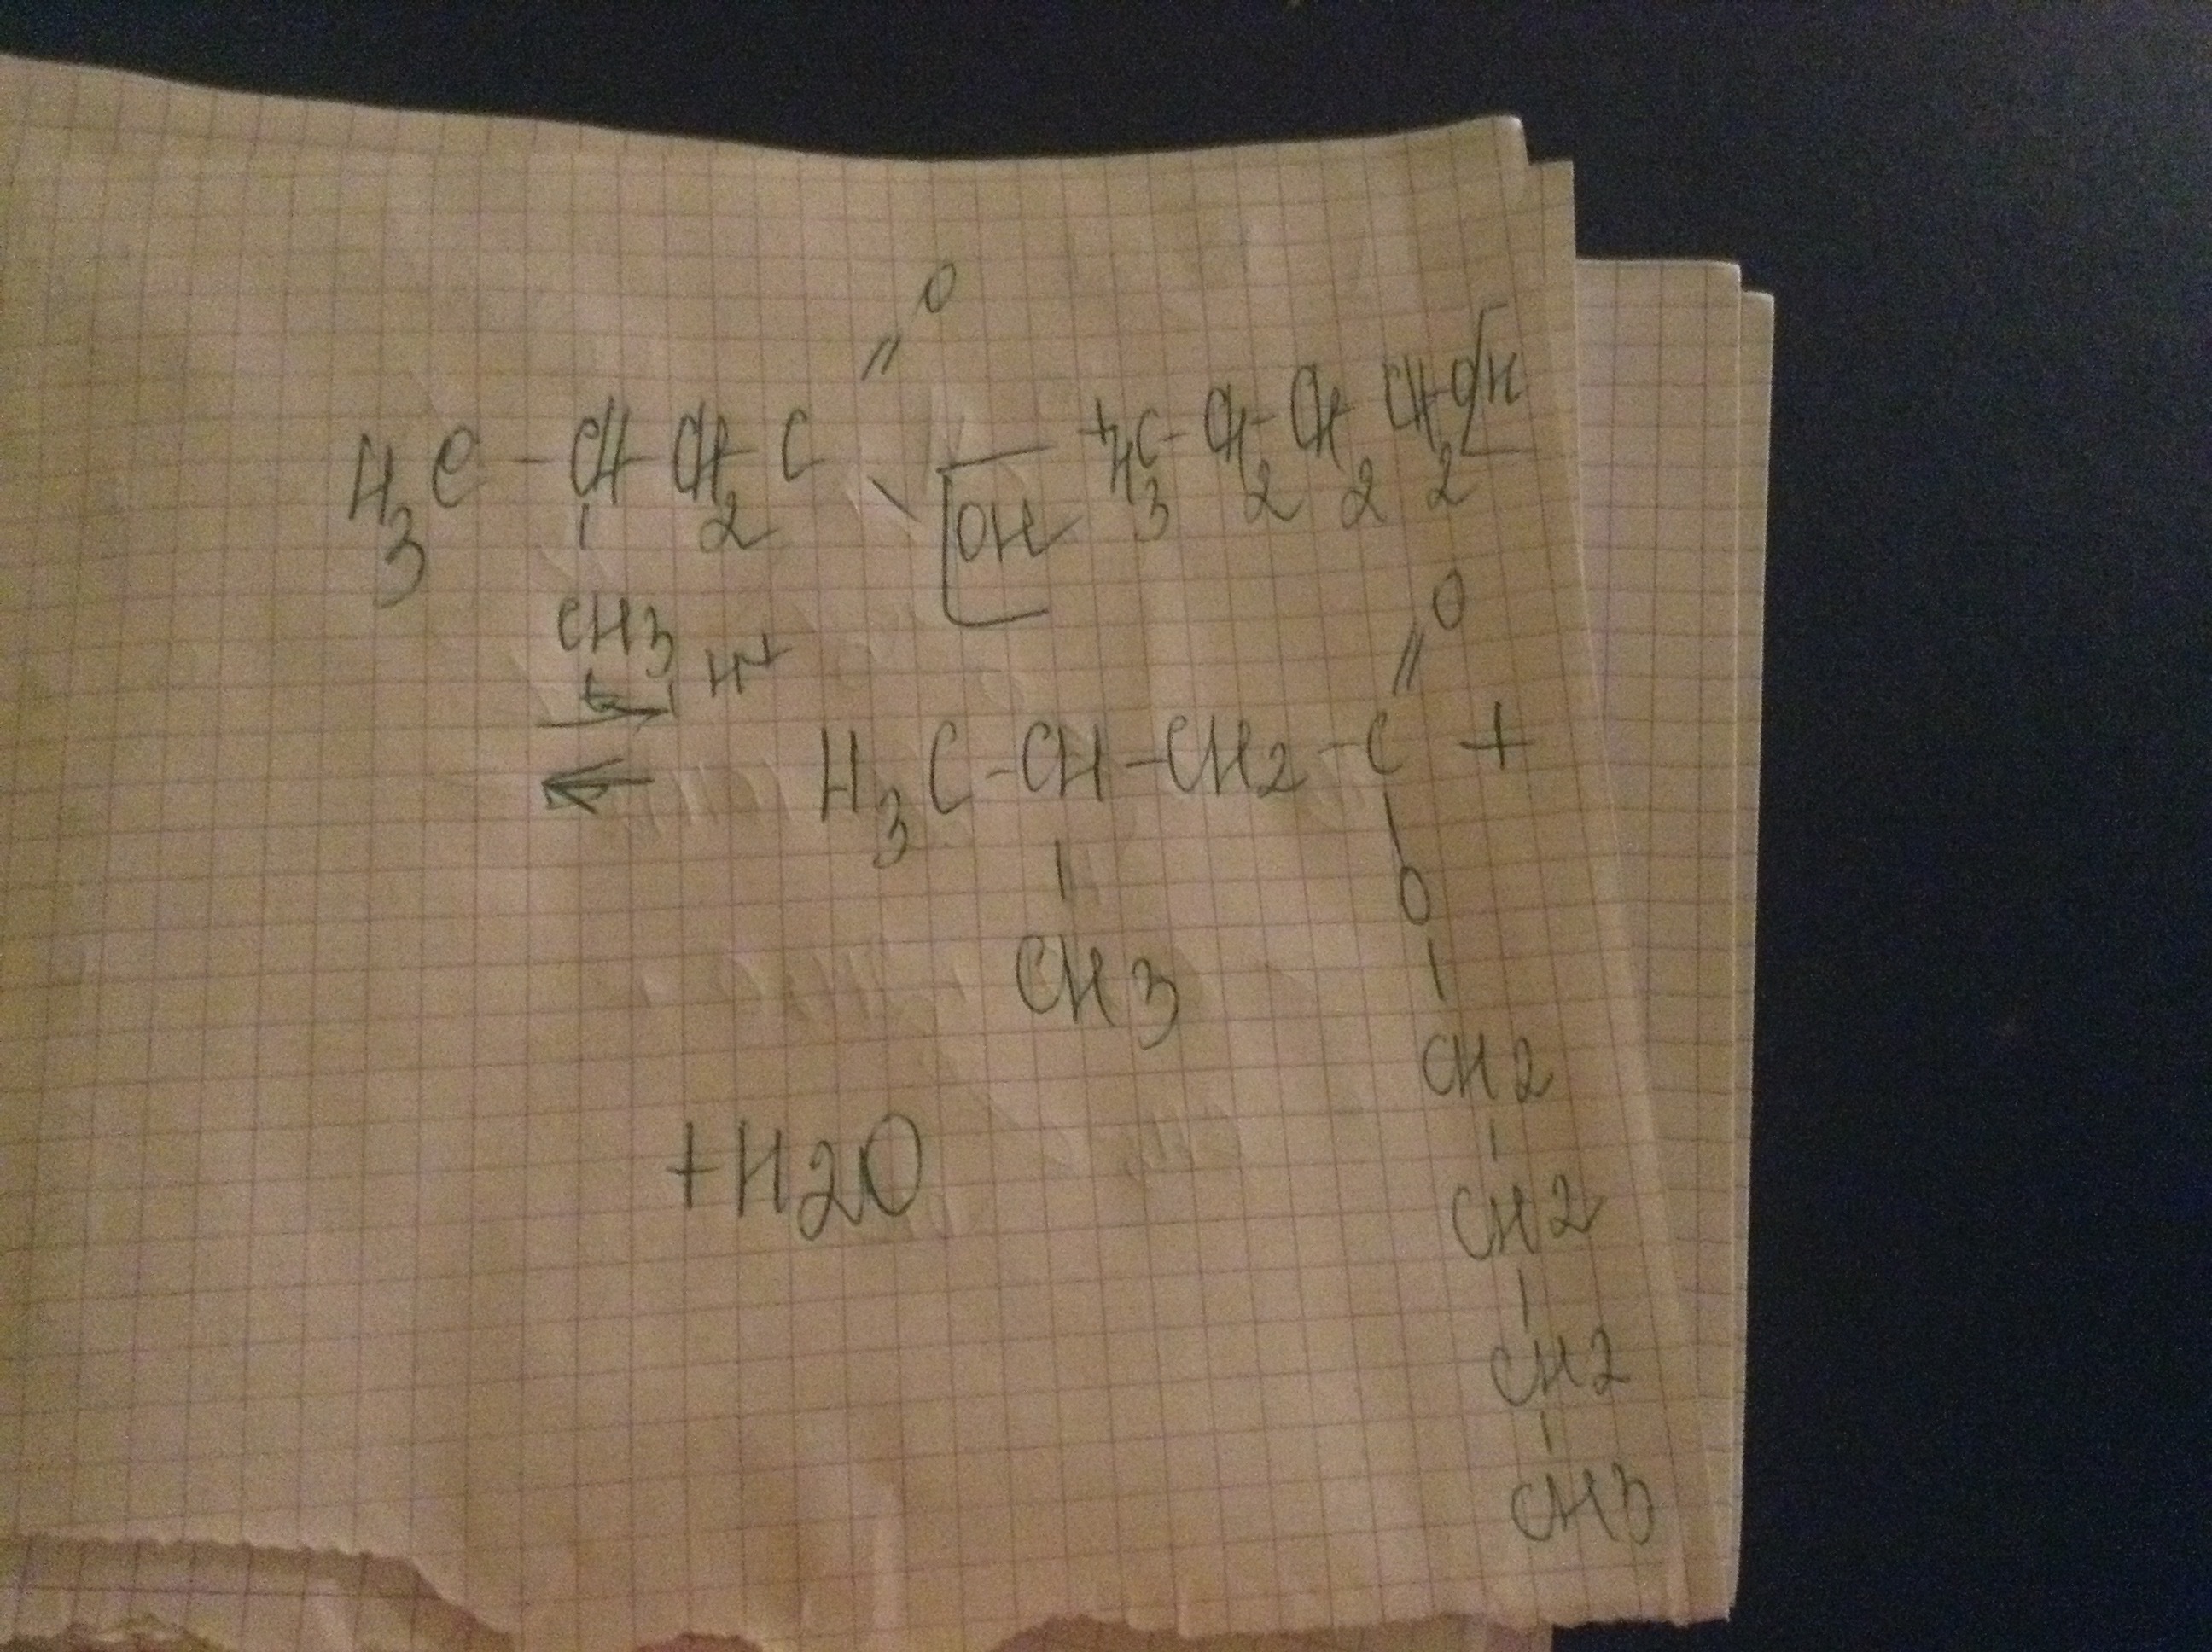 O
//
H3C - CH - CH2 - C \ OH + H3C - CH2 - CH2 - CH2 - OH
|
CH3
t, H+
O
//
⇄ H3C - CH - CH2 - C +
| \
CH3 O
|
CH2
|
+ H2O CH2
|
CH2
|
CH3